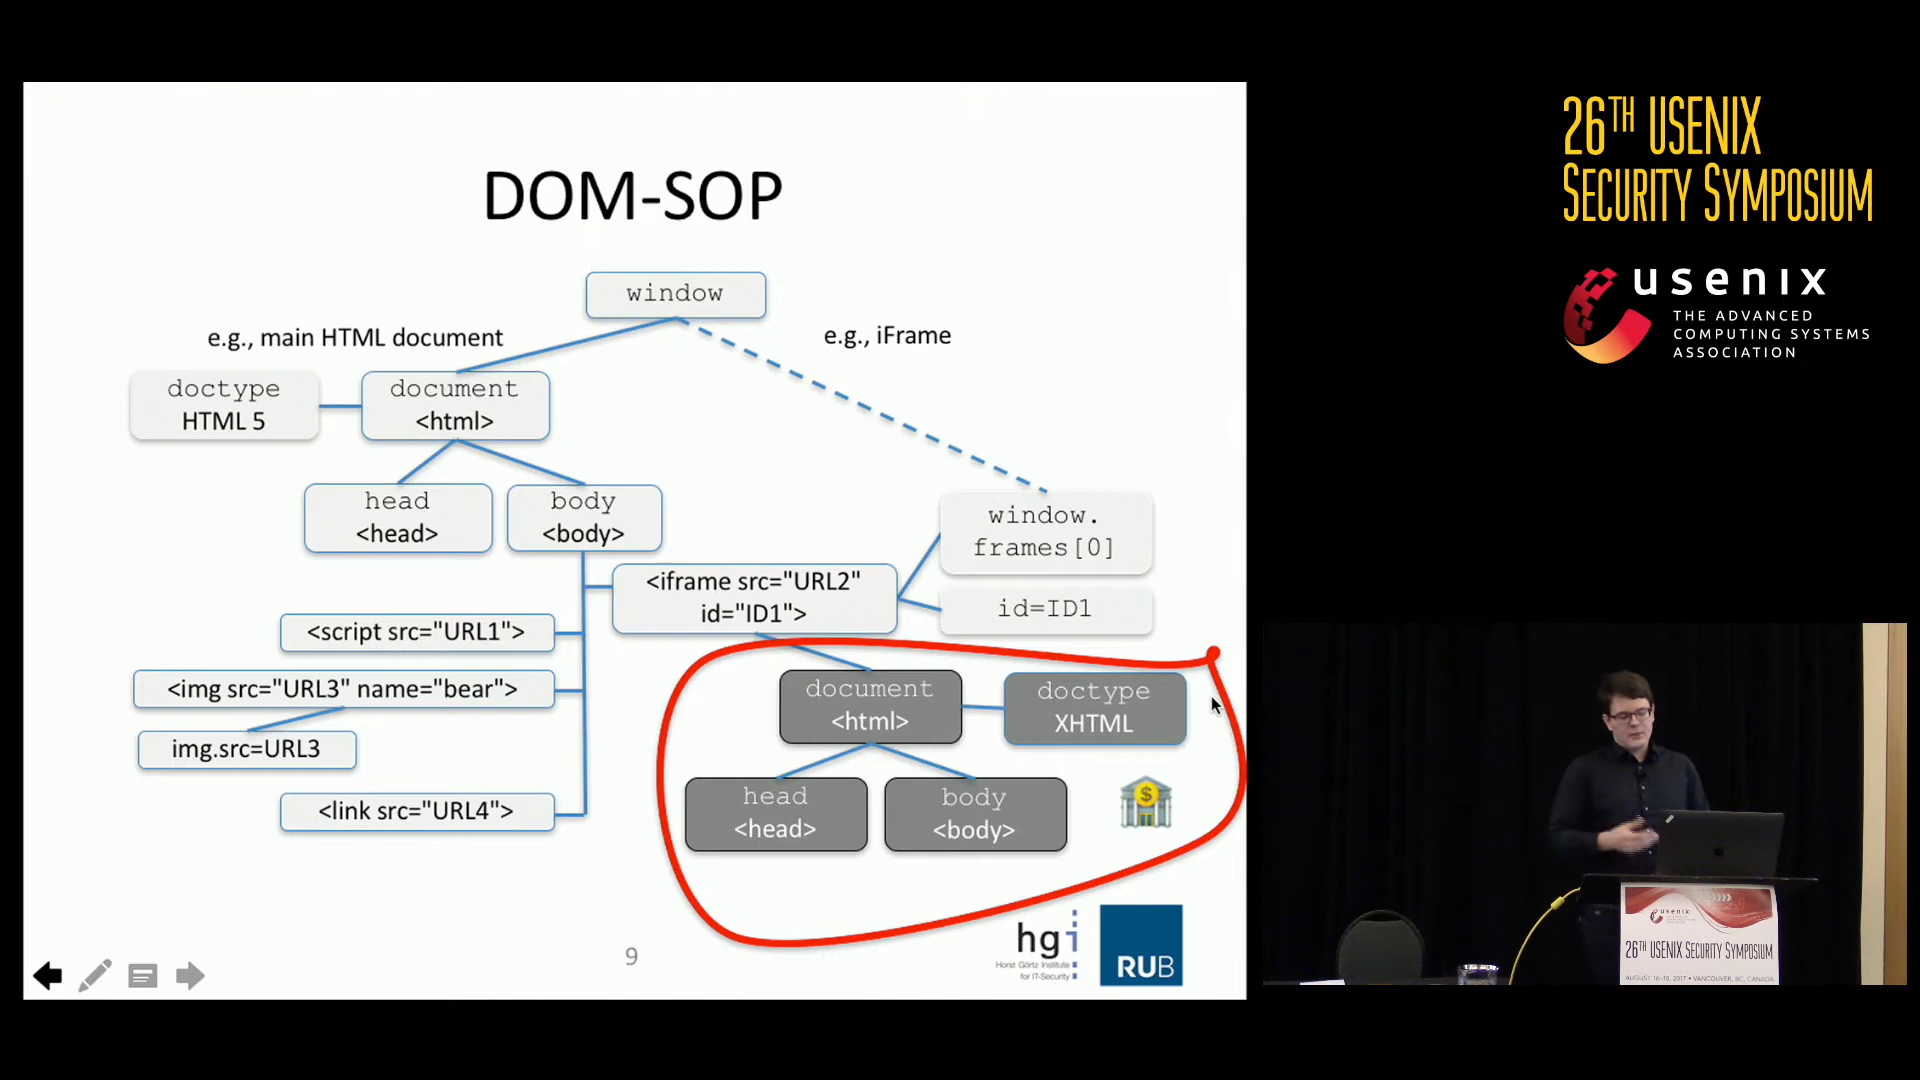 DOM-SOP
window
e.g., main HTML document
e.g., iFrame
doctype
HTML 5
document
<html>
head
<head>
body
<body>
window.
frames[0]
<iframe src="URL2"
id="ID1">
id=ID1
<script src="URL1">
<img src="URL3" name="bear">
img.src=URL3
<link src="URL4">
document
<html>
doctype
XHTML
head
<head>
body
<body>
$
9
hgi
Horst Görtz Institute
for IT-Security
RUB
26TH USENIX
SECURITY SYMPOSIUM
usenix
THE ADVANCED
COMPUTING SYSTEMS
ASSOCIATION
usenix
26TH USENIX SECURITY SYMPOSIUM
AUGUST 16–18, 2017 • VANCOUVER, BC, CANADA